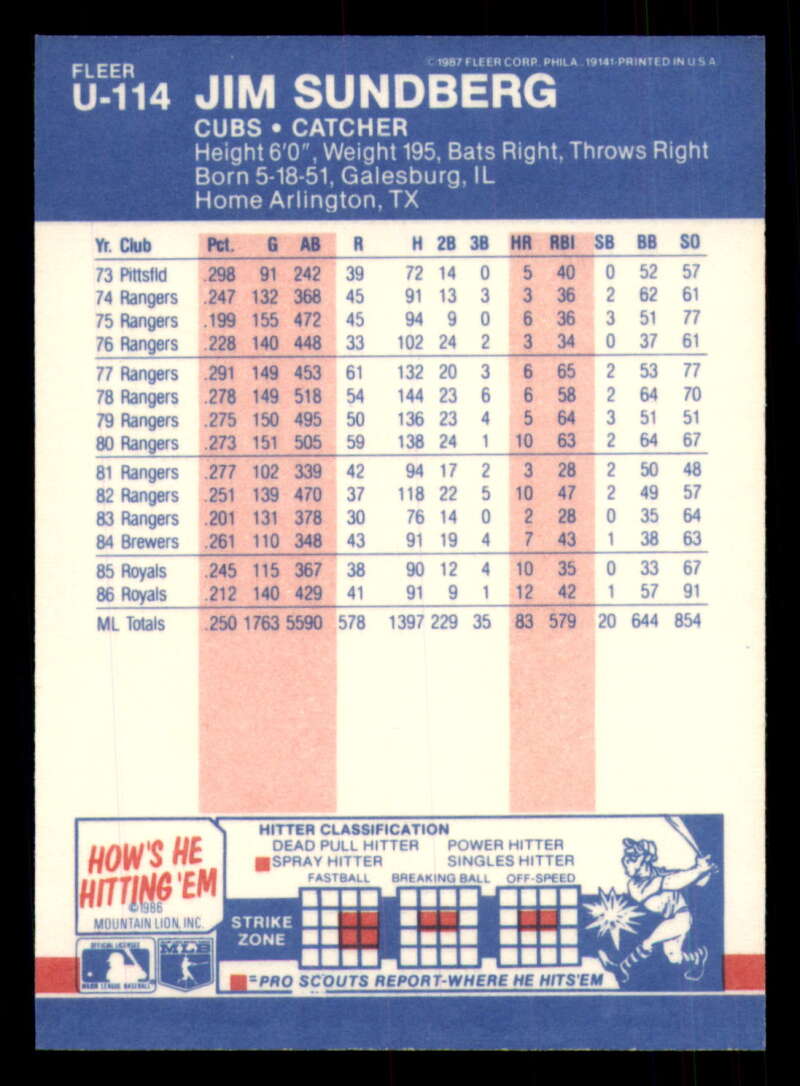 FLEER
©1987 FLEER CORP. PHILA., 19141-PRINTED IN U.S.A.
U-114 JIM SUNDBERG
CUBS • CATCHER
Height 6'0", Weight 195, Bats Right, Throws Right
Born 5-18-51, Galesburg, IL
Home Arlington, TX
Yr. Club Pct. G AB R H 2B 3B HR RBI SB BB SO
73 Pittsfld .298 91 242 39 72 14 0 5 40 0 52 57
74 Rangers .247 132 368 45 91 13 3 3 36 2 62 61
75 Rangers .199 155 472 45 94 9 0 6 36 3 51 77
76 Rangers .228 140 448 33 102 24 2 3 34 0 37 61
77 Rangers .291 149 453 61 132 20 3 6 65 2 53 77
78 Rangers .278 149 518 54 144 23 6 6 58 2 64 70
79 Rangers .275 150 495 50 136 23 4 5 64 3 51 51
80 Rangers .273 151 505 59 138 24 1 10 63 2 64 67
81 Rangers .277 102 339 42 94 17 2 3 28 2 50 48
82 Rangers .251 139 470 37 118 22 5 10 47 2 49 57
83 Rangers .201 131 378 30 76 14 0 2 28 0 35 64
84 Brewers .261 110 348 43 91 19 4 7 43 1 38 63
85 Royals .245 115 367 38 90 12 4 10 35 0 33 67
86 Royals .212 140 429 41 91 9 1 12 42 1 57 91
ML Totals .250 1763 5590 578 1397 229 35 83 579 20 644 854
HOW'S HE
HITTING 'EM
©1986
MOUNTAIN LION, INC.
OFFICIAL LICENSEE
MAJOR LEAGUE BASEBALL
MLB
HITTER CLASSIFICATION
DEAD PULL HITTER POWER HITTER
SPRAY HITTER SINGLES HITTER
FASTBALL BREAKING BALL OFF-SPEED
STRIKE
ZONE
=PRO SCOUTS REPORT-WHERE HE HITS'EM